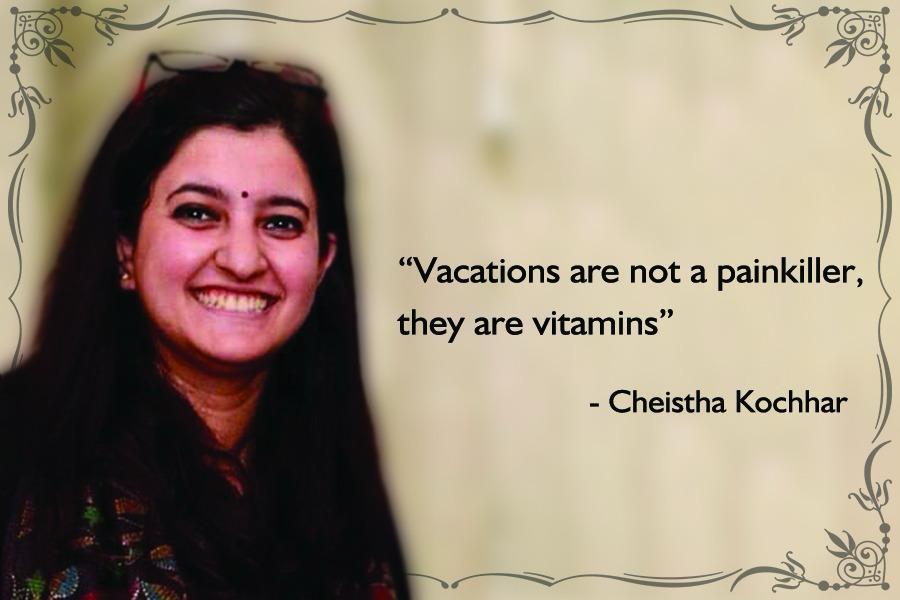 “Vacations are not a painkiller,
they are vitamins”
- Cheistha Kochhar